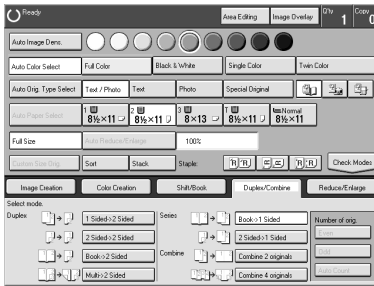 Ready Area Editing Image Overlay Q'ty 1 Copy 0
Auto Image Dens.
Auto Color Select Full Color Black & White Single Color Twin Color
Auto Orig. Type Select Text / Photo Text Photo Special Original
Auto Paper Select 1 8½×11 2 8½×11 3 8×13 T 8½×11 Normal 8½×11
Full Size Auto Reduce/Enlarge 100%
Custom Size Orig. Sort Stack Staple: Check Modes
Image Creation Color Creation Shift/Book Duplex/Combine Reduce/Enlarge
Select mode.
Duplex 1 Sided->2 Sided Series Book->1 Sided Number of orig.
2 Sided->2 Sided 2 Sided->1 Sided Even
Book->2 Sided Combine Combine 2 originals Odd
Multi->2 Sided Combine 4 originals Auto Count